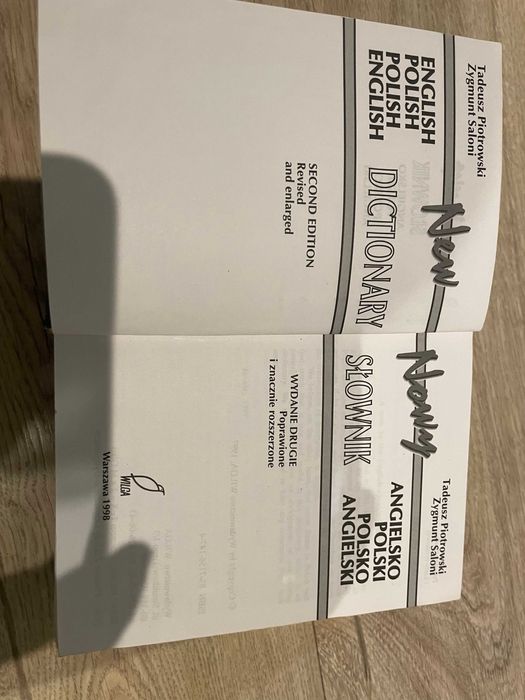 Tadeusz Piotrowski
Zygmunt Saloni
New
ENGLISH
POLISH
POLISH
ENGLISH
DICTIONARY
SECOND EDITION
Revised
and enlarged
Tadeusz Piotrowski
Zygmunt Saloni
Nowy
SŁOWNIK
ANGIELSKO
POLSKI
POLSKO
ANGIELSKI
WYDANIE DRUGIE
Poprawione
i znacznie rozszerzone
WILGA
Warszawa 1998